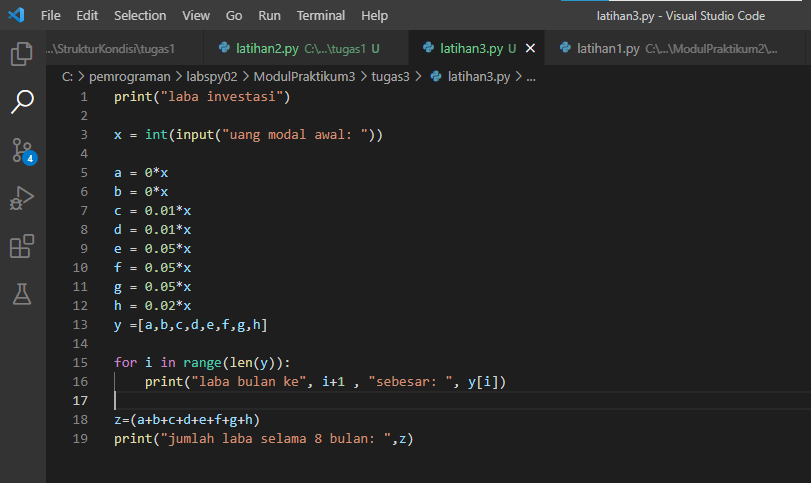 File Edit Selection View Go Run Terminal Help latihan3.py - Visual Studio Code
...\StrukturKondisi\tugas1 latihan2.py C:\...\tugas1 U latihan3.py U latihan1.py C:\...\ModulPraktikum2\...
C: > pemrograman > labspy02 > ModulPraktikum3 > tugas3 > latihan3.py > ...
1 print("laba investasi")
2
3 x = int(input("uang modal awal: "))
4
5 a = 0*x
6 b = 0*x
7 c = 0.01*x
8 d = 0.01*x
9 e = 0.05*x
10 f = 0.05*x
11 g = 0.05*x
12 h = 0.02*x
13 y =[a,b,c,d,e,f,g,h]
14
15 for i in range(len(y)):
16     print("laba bulan ke", i+1 , "sebesar: ", y[i])
17
18 z=(a+b+c+d+e+f+g+h)
19 print("jumlah laba selama 8 bulan: ",z)
4